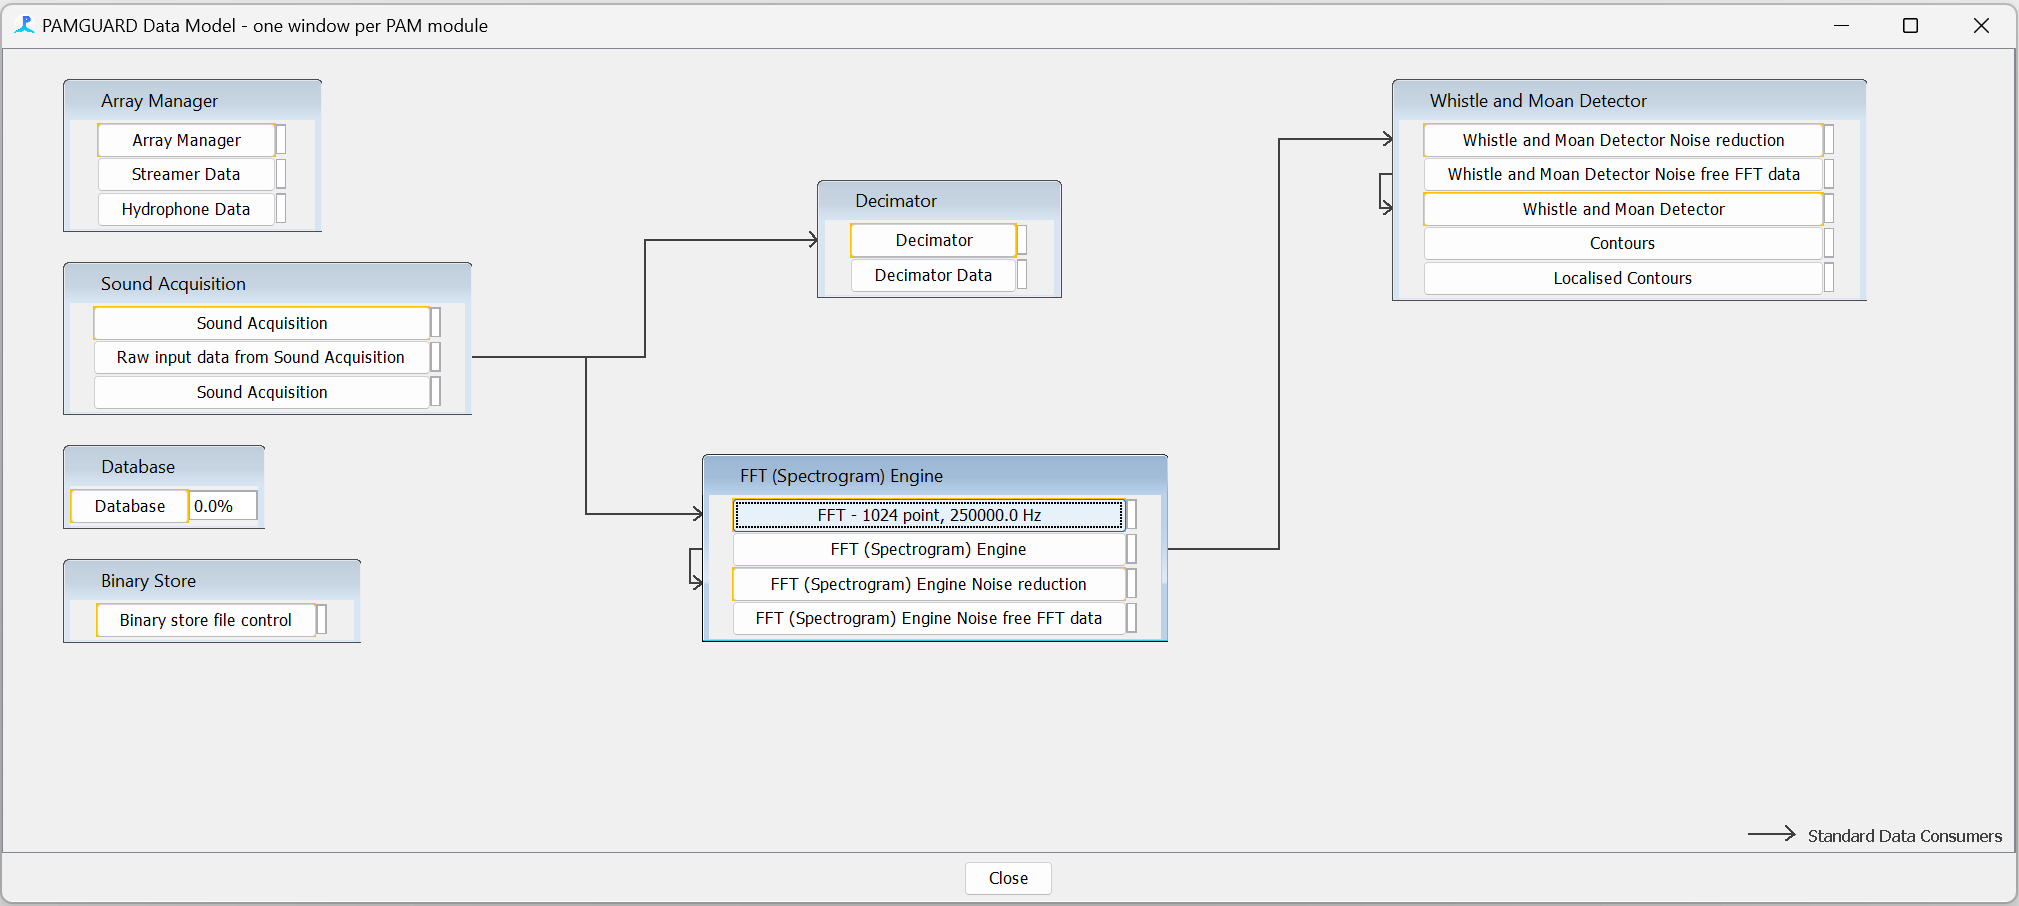 PAMGUARD Data Model - one window per PAM module
Array Manager
Array Manager
Streamer Data
Hydrophone Data
Sound Acquisition
Sound Acquisition
Raw input data from Sound Acquisition
Sound Acquisition
Database
Database 0.0%
Binary Store
Binary store file control
Decimator
Decimator
Decimator Data
FFT (Spectrogram) Engine
FFT - 1024 point, 250000.0 Hz
FFT (Spectrogram) Engine
FFT (Spectrogram) Engine Noise reduction
FFT (Spectrogram) Engine Noise free FFT data
Whistle and Moan Detector
Whistle and Moan Detector Noise reduction
Whistle and Moan Detector Noise free FFT data
Whistle and Moan Detector
Contours
Localised Contours
Standard Data Consumers
Close